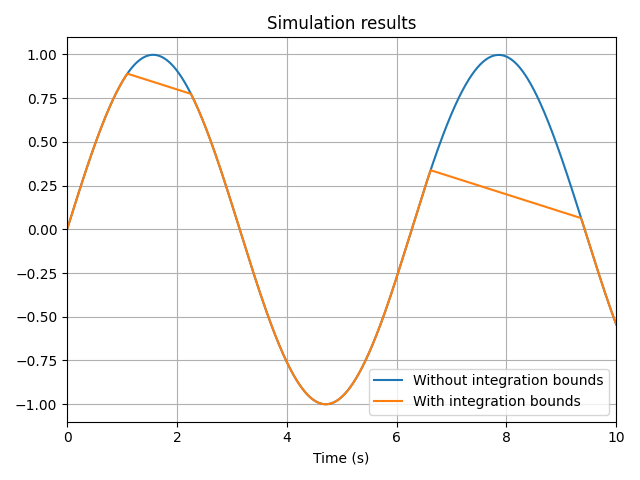 Simulation results
1.00
0.75
0.50
0.25
0.00
−0.25
−0.50
−0.75
−1.00
Without integration bounds
With integration bounds
0 2 4 6 8 10
Time (s)